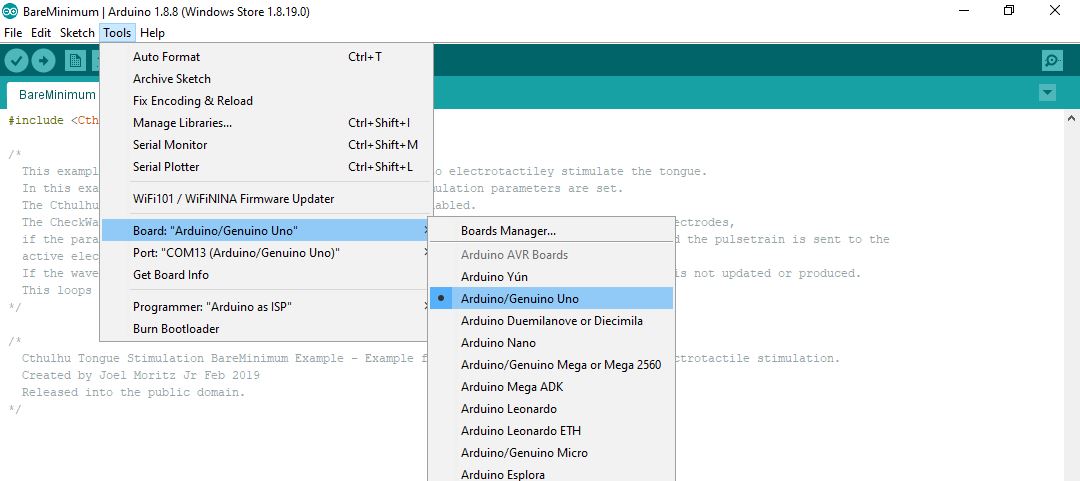 BareMinimum | Arduino 1.8.8 (Windows Store 1.8.19.0)
File Edit Sketch Tools Help
Auto Format Ctrl+T
Archive Sketch
Fix Encoding & Reload
Manage Libraries... Ctrl+Shift+I
Serial Monitor Ctrl+Shift+M
Serial Plotter Ctrl+Shift+L
WiFi101 / WiFiNINA Firmware Updater
Board: "Arduino/Genuino Uno"
Port: "COM13 (Arduino/Genuino Uno)"
Get Board Info
Programmer: "Arduino as ISP"
Burn Bootloader
Boards Manager...
Arduino AVR Boards
Arduino Yún
Arduino/Genuino Uno
Arduino Duemilanove or Diecimila
Arduino Nano
Arduino/Genuino Mega or Mega 2560
Arduino Mega ADK
Arduino Leonardo
Arduino Leonardo ETH
Arduino/Genuino Micro
Arduino Esplora
BareMinimum
#include <Cth
/*
This exampl o electrotactiley stimulate the tongue.
In this exa mulation parameters are set.
The Cthulhu abled.
The CheckWa ectrodes,
if the para d the pulsetrain is sent to the
active elec
If the wave is not updated or produced.
This loops
*/
/*
Cthulhu Tongue Stimulation BareMinimum Example - Example f ctrotactile stimulation.
Created by Joel Moritz Jr Feb 2019
Released into the public domain.
*/